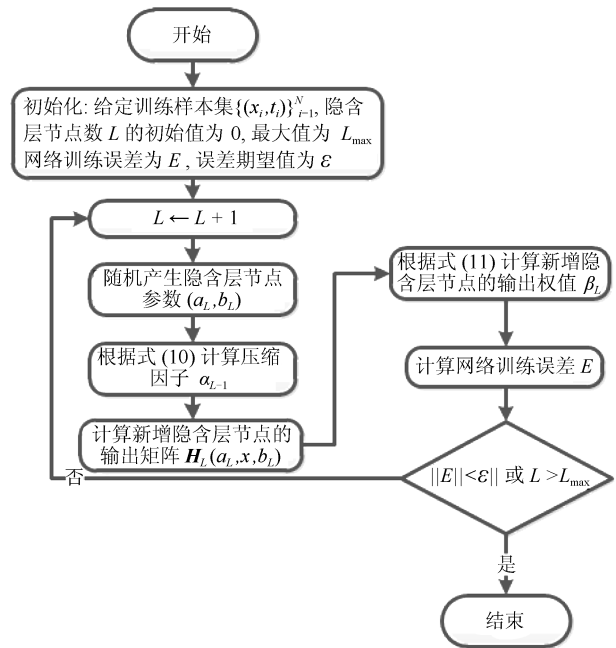 开始
初始化: 给定训练样本集{(xᵢ,tᵢ)}ᴺᵢ₋₁, 隐含
层节点数 L 的初始值为 0, 最大值为 Lmax
网络训练误差为 E , 误差期望值为 ε
L ← L + 1
随机产生隐含层节点
参数 (aL,bL)
根据式 (10) 计算压缩
因子 αL−1
计算新增隐含层节点的
输出矩阵 HL(aL,x,bL)
根据式 (11) 计算新增隐
含层节点的输出权值 βL
计算网络训练误差 E
||E||<ε|| 或 L >Lmax
否
是
结束